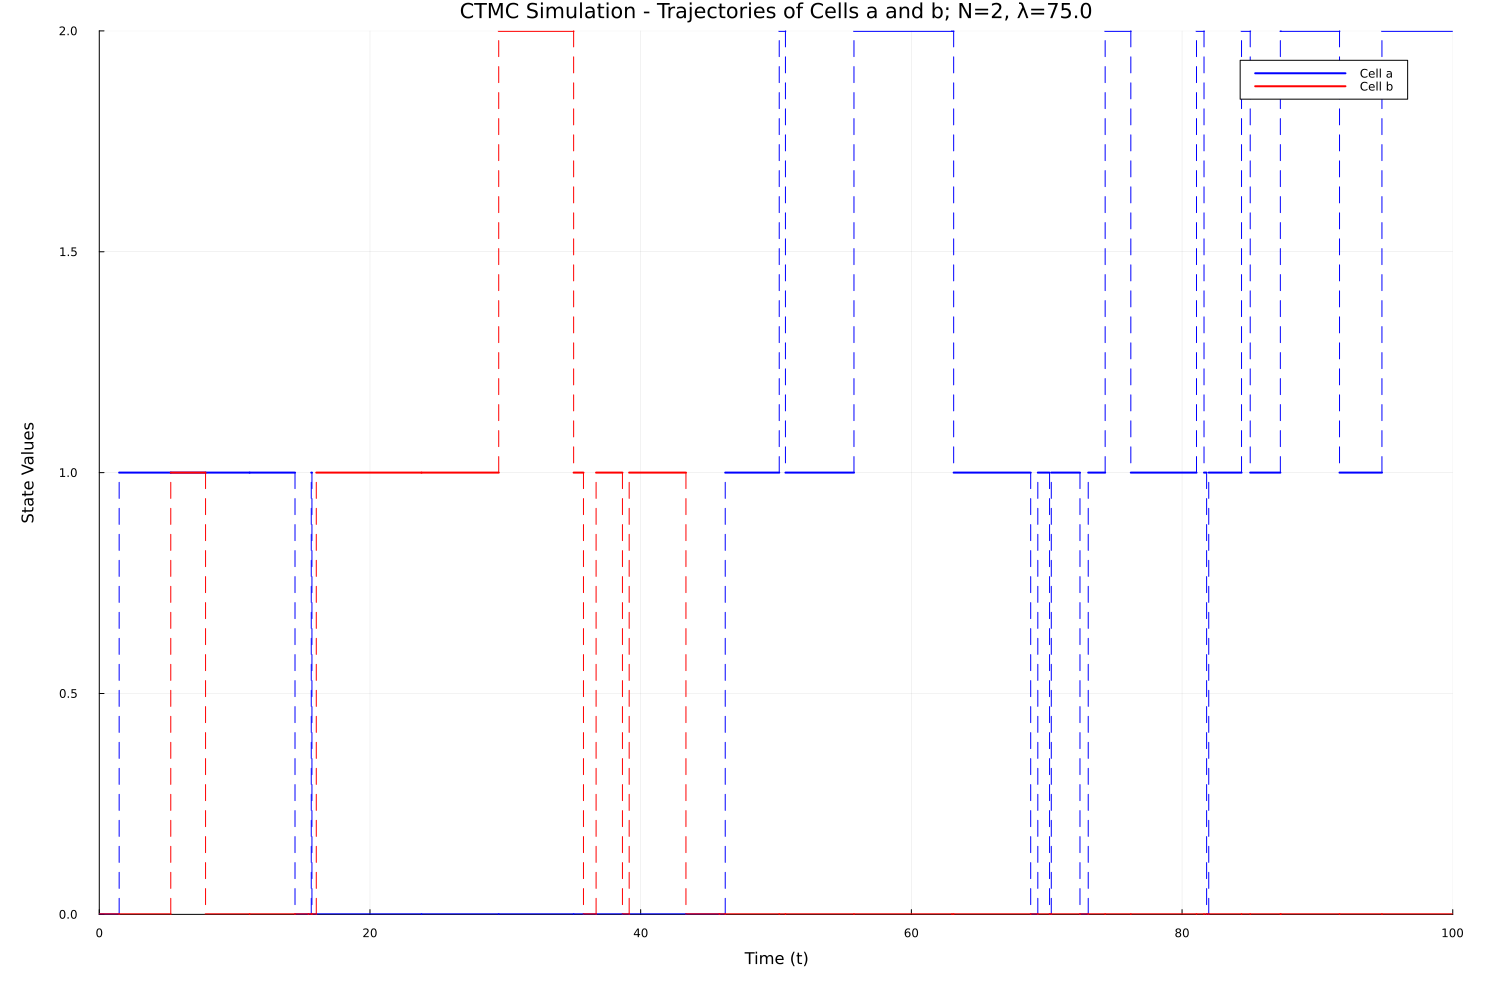 CTMC Simulation - Trajectories of Cells a and b; N=2, λ=75.0
2.0
Cell a
Cell b
1.5
State Values
1.0
0.5
0.0
0 20 40 60 80 100
Time (t)